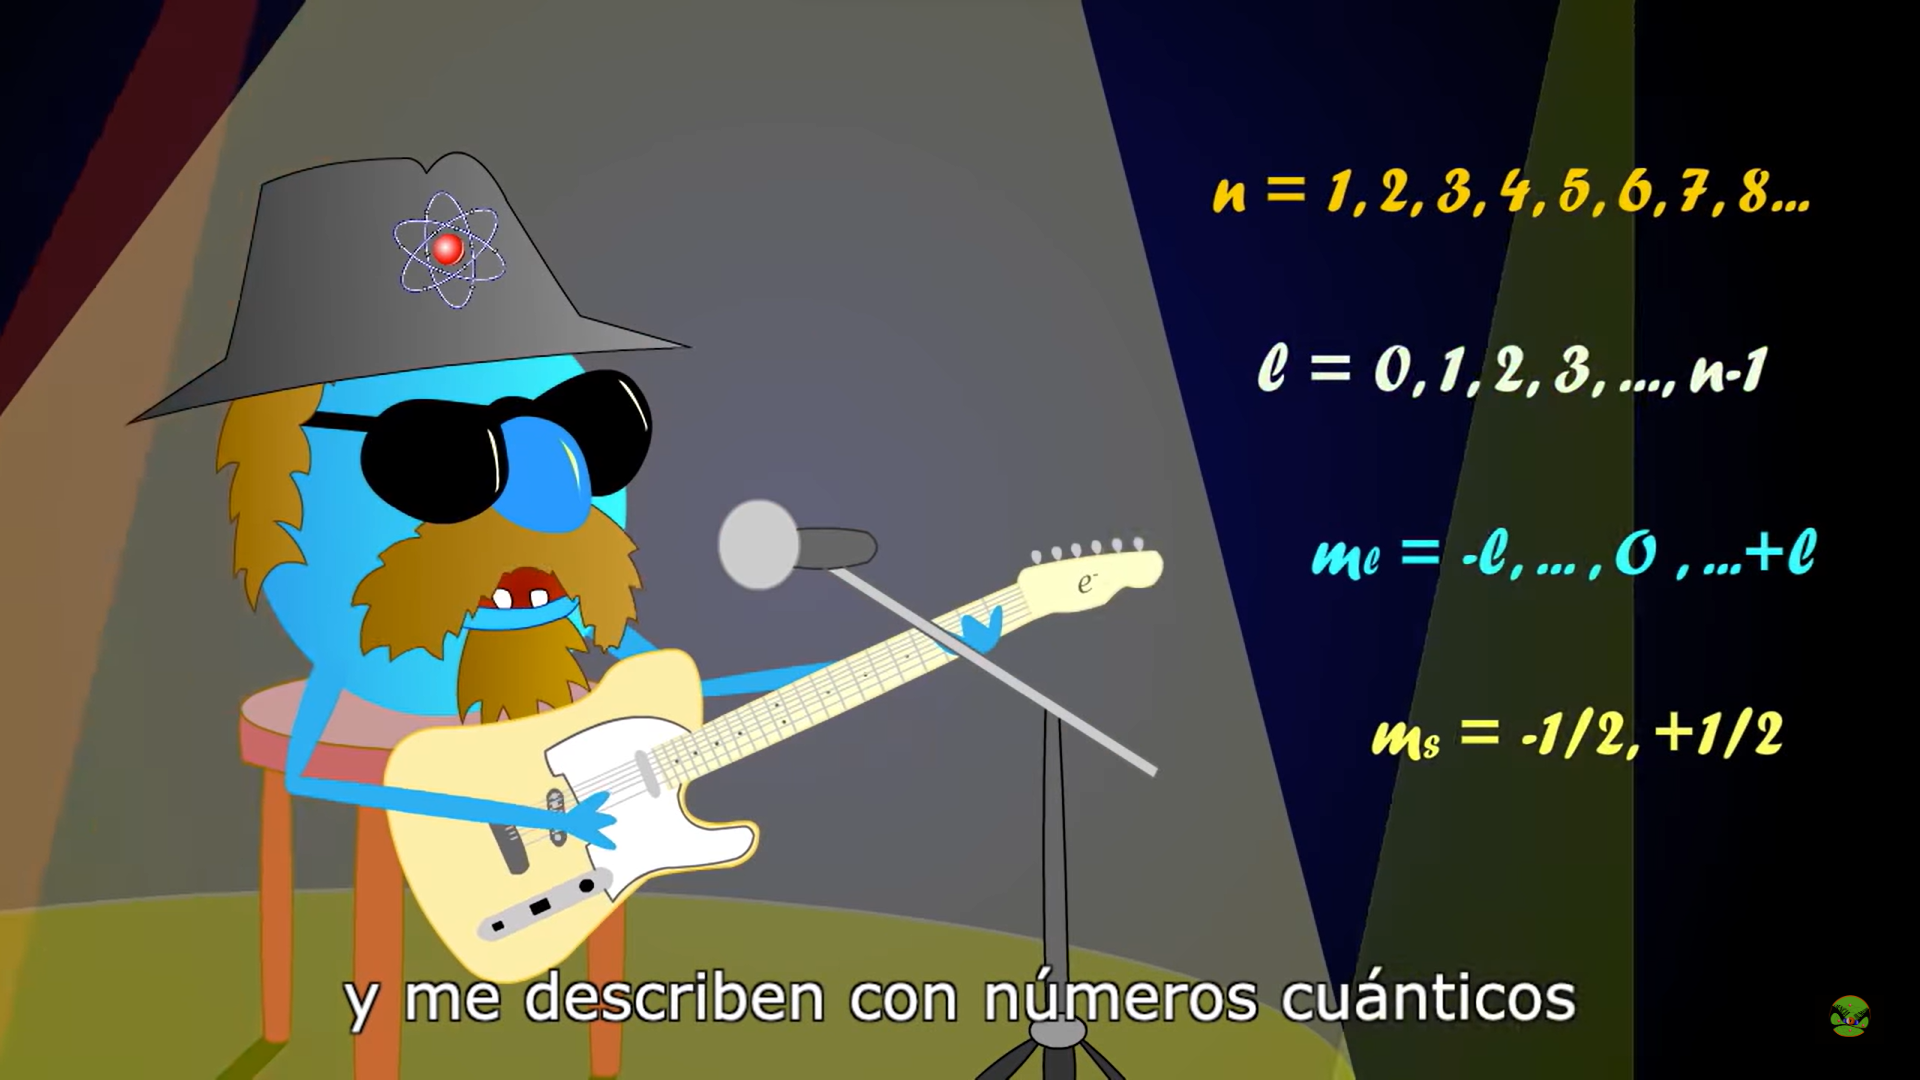 n = 1, 2, 3, 4, 5, 6, 7, 8...
l = 0, 1, 2, 3, ..., n-1
ml = -l, ... , 0 , ...+l
ms = -1/2, +1/2
e-
y me describen con números cuánticos